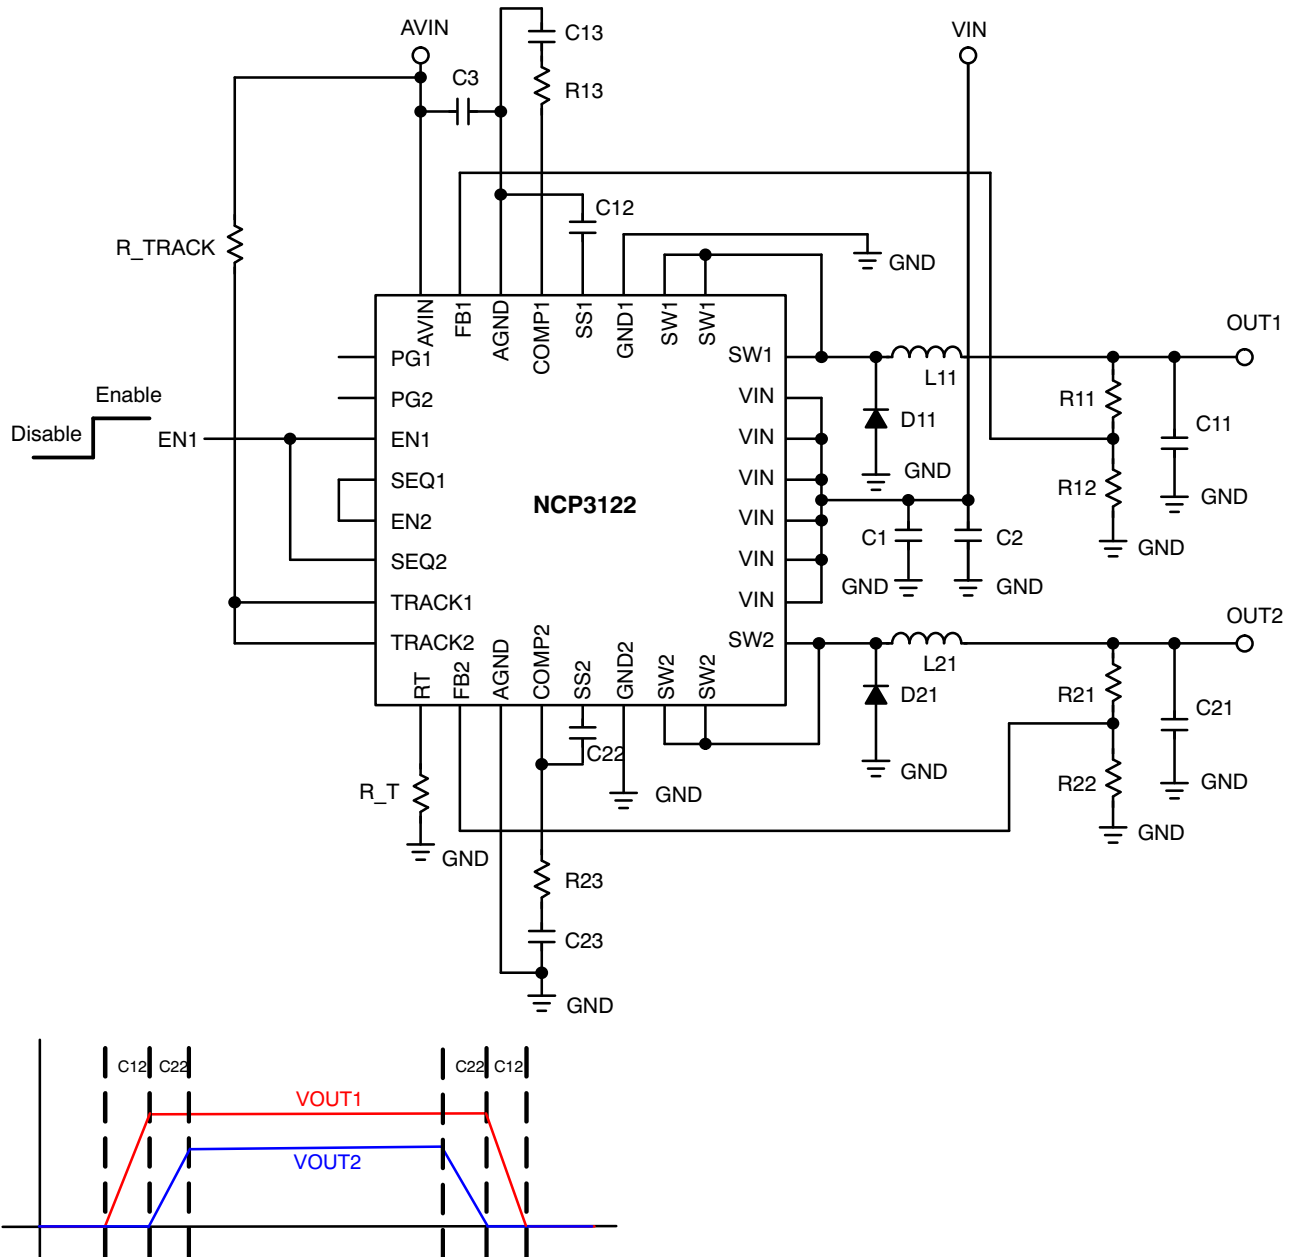 AVIN
VIN
C13
C3
R13
C12
R_TRACK
GND
AVIN
FB1
AGND
COMP1
SS1
GND1
SW1
SW1
OUT1
PG1
SW1
L11
Enable
PG2
VIN
R11
Disable
EN1
EN1
VIN
D11
C11
SEQ1
VIN
GND
R12
GND
NCP3122
EN2
VIN
C1
C2
GND
SEQ2
VIN
GND
GND
TRACK1
VIN
OUT2
TRACK2
SW2
L21
RT
FB2
AGND
COMP2
SS2
GND2
SW2
SW2
D21
R21
C21
C22
GND
R22
GND
R_T
GND
GND
GND
R23
C23
GND
C12
C22
C22
C12
VOUT1
VOUT2